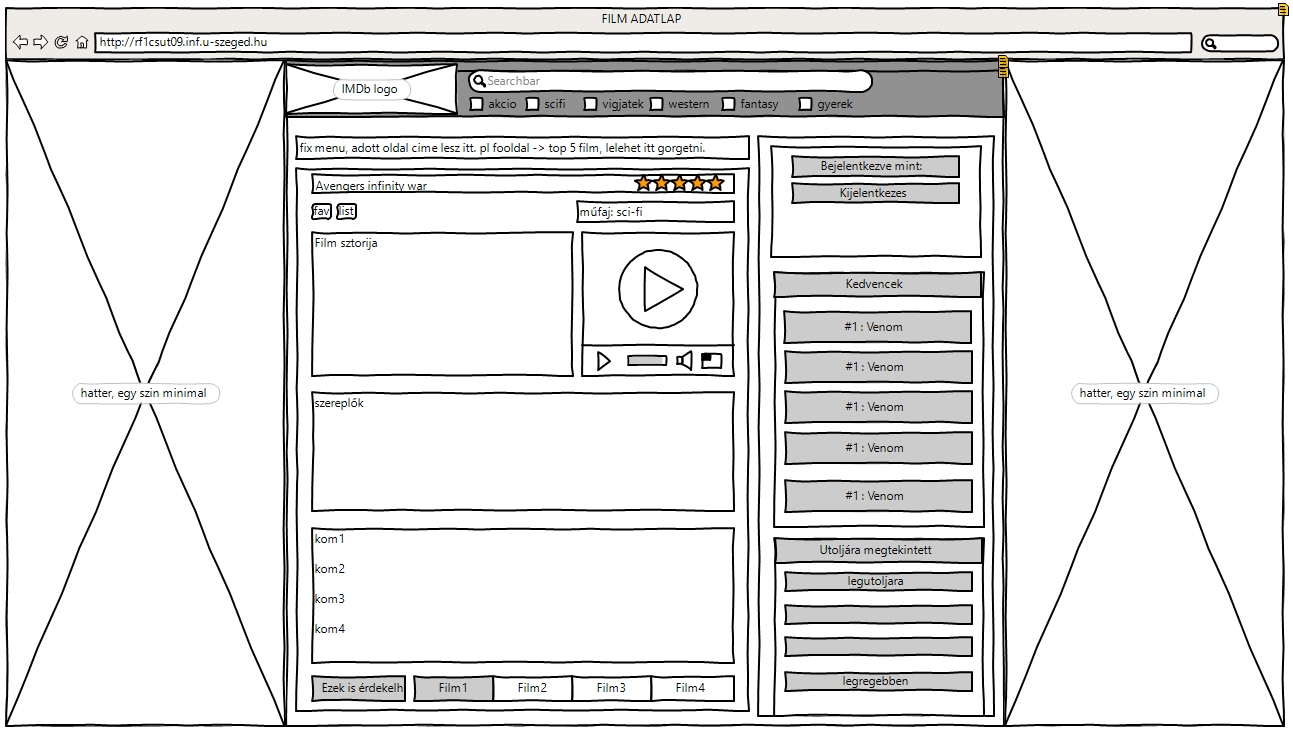 FILM ADATLAP
http://rf1csut09.inf.u-szeged.hu
IMDb logo
Searchbar
akcio scifi vigjatek western fantasy gyerek
fix menu, adott oldal cime lesz itt. pl fooldal -> top 5 film, lelehet itt gorgetni.
Avengers infinity war
fav list
műfaj: sci-fi
Film sztorija
szereplők
kom1
kom2
kom3
kom4
Ezek is érdekelh
Film1 Film2 Film3 Film4
Bejelentkezve mint:
Kijelentkezes
Kedvencek
#1 : Venom
#1 : Venom
#1 : Venom
#1 : Venom
#1 : Venom
Utoljára megtekintett
legutoljara
legregebben
hatter, egy szin minimal
hatter, egy szin minimal